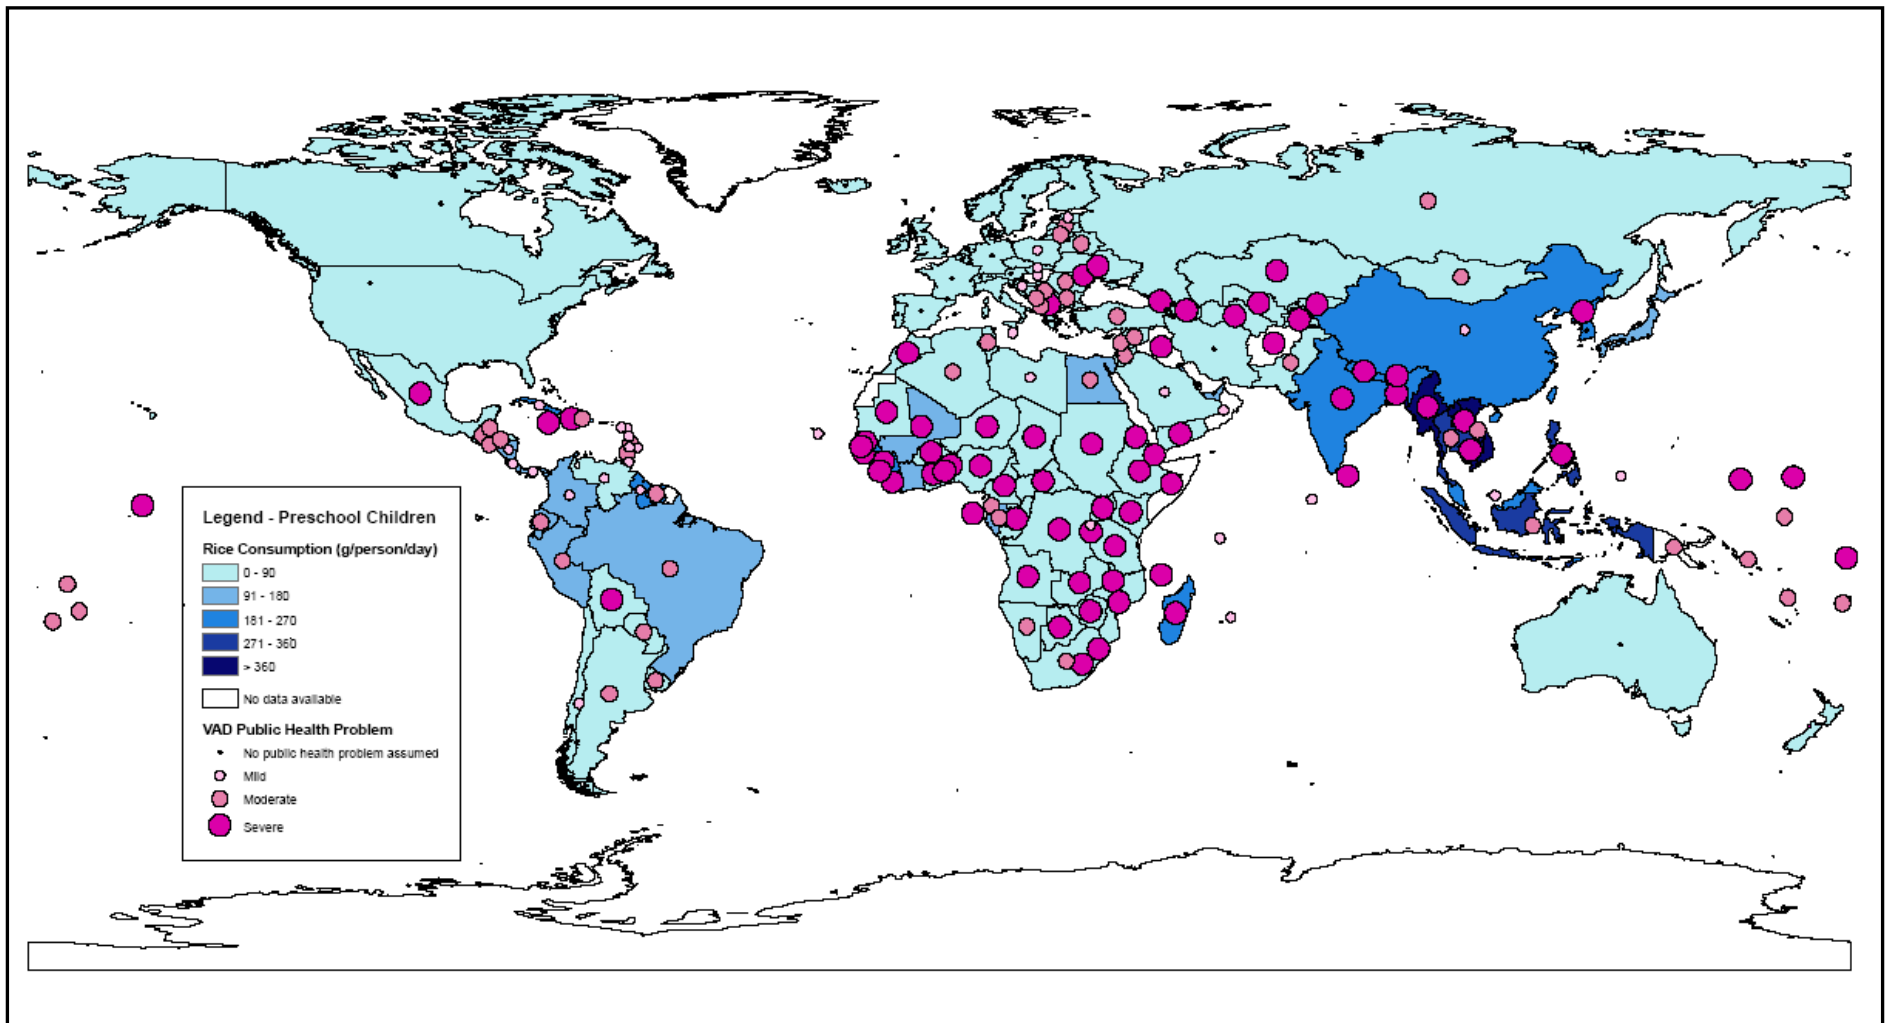 Legend - Preschool Children
Rice Consumption (g/person/day)
0 - 90
91 - 180
181 - 270
271 - 360
> 360
No data available
VAD Public Health Problem
No public health problem assumed
Mild
Moderate
Severe